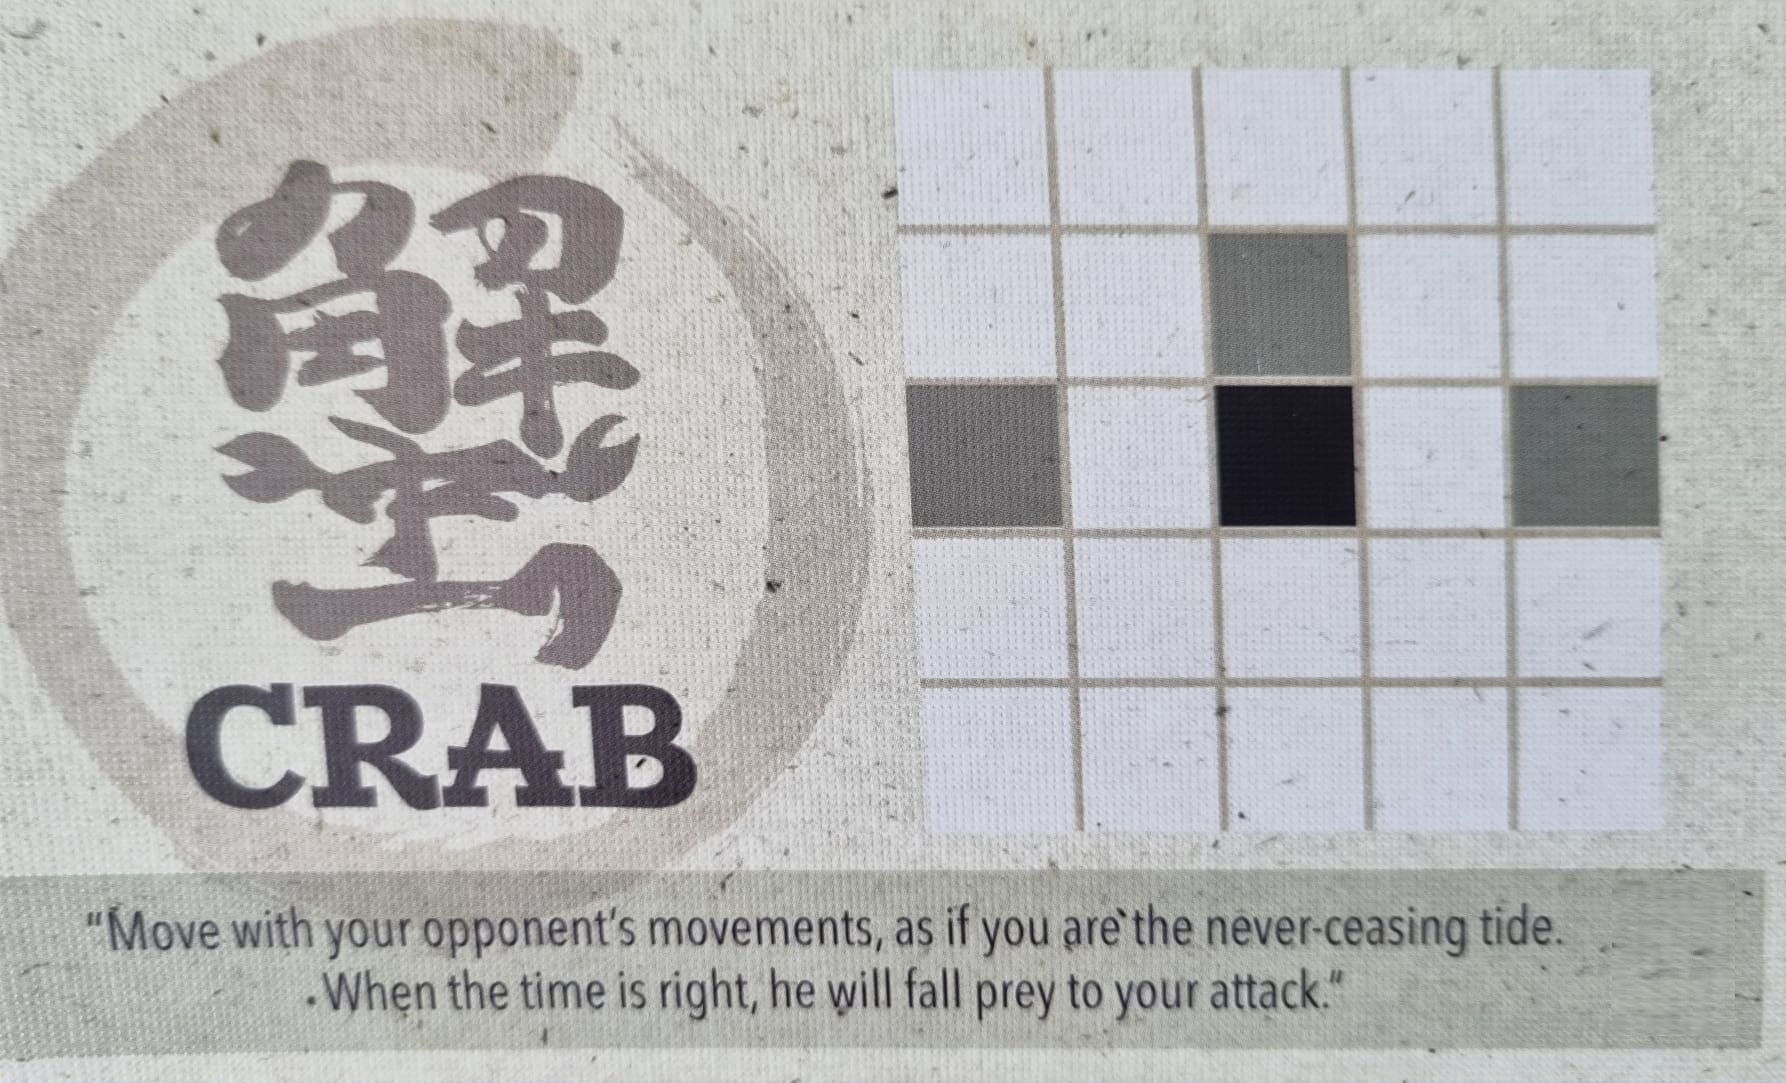 蟹
CRAB
“Move with your opponent's movements, as if you are the never-ceasing tide.
When the time is right, he will fall prey to your attack.”